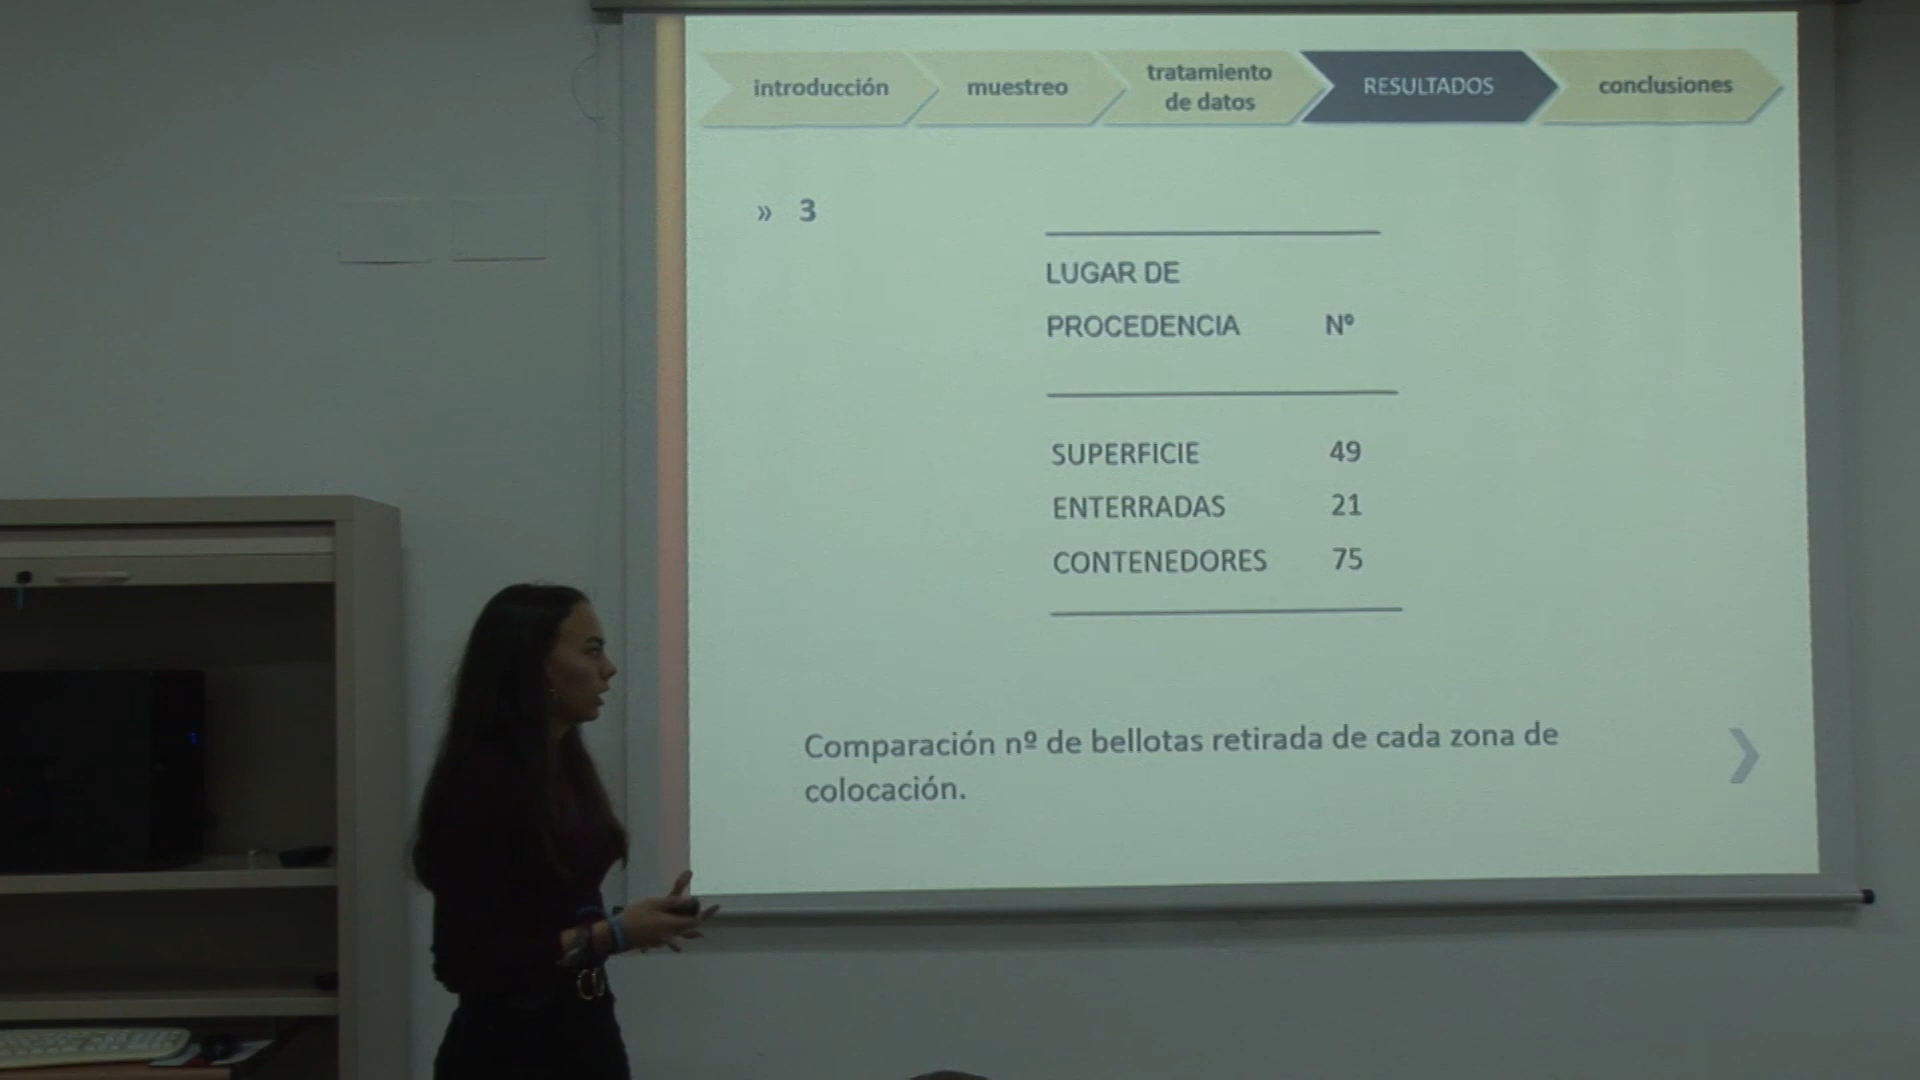 introducción
muestreo
tratamiento
de datos
RESULTADOS
conclusiones
» 3
LUGAR DE
PROCEDENCIA Nº
SUPERFICIE 49
ENTERRADAS 21
CONTENEDORES 75
Comparación nº de bellotas retirada de cada zona de
colocación.